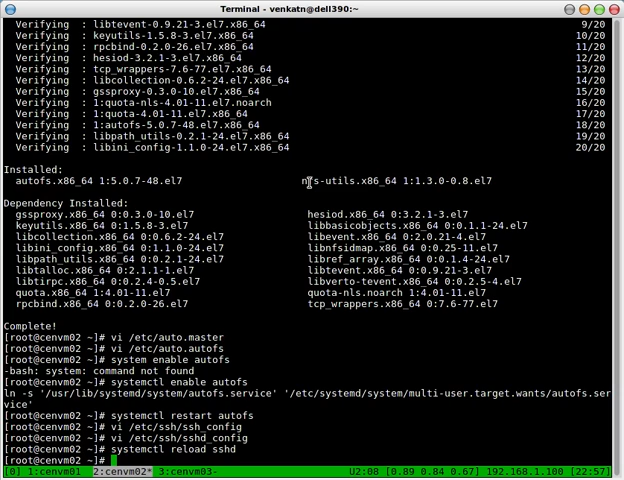 Terminal - venkatn@dell390:~
Verifying : libtevent-0.9.21-3.el7.x86_64 9/20
Verifying : keyutils-1.5.8-3.el7.x86_64 10/20
Verifying : rpcbind-0.2.0-26.el7.x86_64 11/20
Verifying : hesiod-3.2.1-3.el7.x86_64 12/20
Verifying : tcp_wrappers-7.6-77.el7.x86_64 13/20
Verifying : libcollection-0.6.2-24.el7.x86_64 14/20
Verifying : gssproxy-0.3.0-10.el7.x86_64 15/20
Verifying : 1:quota-nls-4.01-11.el7.noarch 16/20
Verifying : 1:quota-4.01-11.el7.x86_64 17/20
Verifying : 1:autofs-5.0.7-48.el7.x86_64 18/20
Verifying : libpath_utils-0.2.1-24.el7.x86_64 19/20
Verifying : libini_config-1.1.0-24.el7.x86_64 20/20
Installed:
autofs.x86_64 1:5.0.7-48.el7 nfs-utils.x86_64 1:1.3.0-0.8.el7
Dependency Installed:
gssproxy.x86_64 0:0.3.0-10.el7 hesiod.x86_64 0:3.2.1-3.el7
keyutils.x86_64 0:1.5.8-3.el7 libbasicobjects.x86_64 0:0.1.1-24.el7
libcollection.x86_64 0:0.6.2-24.el7 libevent.x86_64 0:2.0.21-4.el7
libini_config.x86_64 0:1.1.0-24.el7 libnfsidmap.x86_64 0:0.25-11.el7
libpath_utils.x86_64 0:0.2.1-24.el7 libref_array.x86_64 0:0.1.4-24.el7
libtalloc.x86_64 0:2.1.1-1.el7 libtevent.x86_64 0:0.9.21-3.el7
libtirpc.x86_64 0:0.2.4-0.5.el7 libverto-tevent.x86_64 0:0.2.5-4.el7
quota.x86_64 1:4.01-11.el7 quota-nls.noarch 1:4.01-11.el7
rpcbind.x86_64 0:0.2.0-26.el7 tcp_wrappers.x86_64 0:7.6-77.el7
Complete!
[root@cenvm02 ~]# vi /etc/auto.master
[root@cenvm02 ~]# vi /etc/auto.autofs
[root@cenvm02 ~]# system enable autofs
-bash: system: command not found
[root@cenvm02 ~]# systemctl enable autofs
ln -s '/usr/lib/systemd/system/autofs.service' '/etc/systemd/system/multi-user.target.wants/autofs.ser
vice'
[root@cenvm02 ~]# systemctl restart autofs
[root@cenvm02 ~]# vi /etc/ssh/ssh_config
[root@cenvm02 ~]# vi /etc/ssh/sshd_config
[root@cenvm02 ~]# systemctl reload sshd
[root@cenvm02 ~]#
[0] 1:cenvm01 2:cenvm02* 3:cenvm03- U2:08 [0.89 0.84 0.67] 192.168.1.100 [22:57]